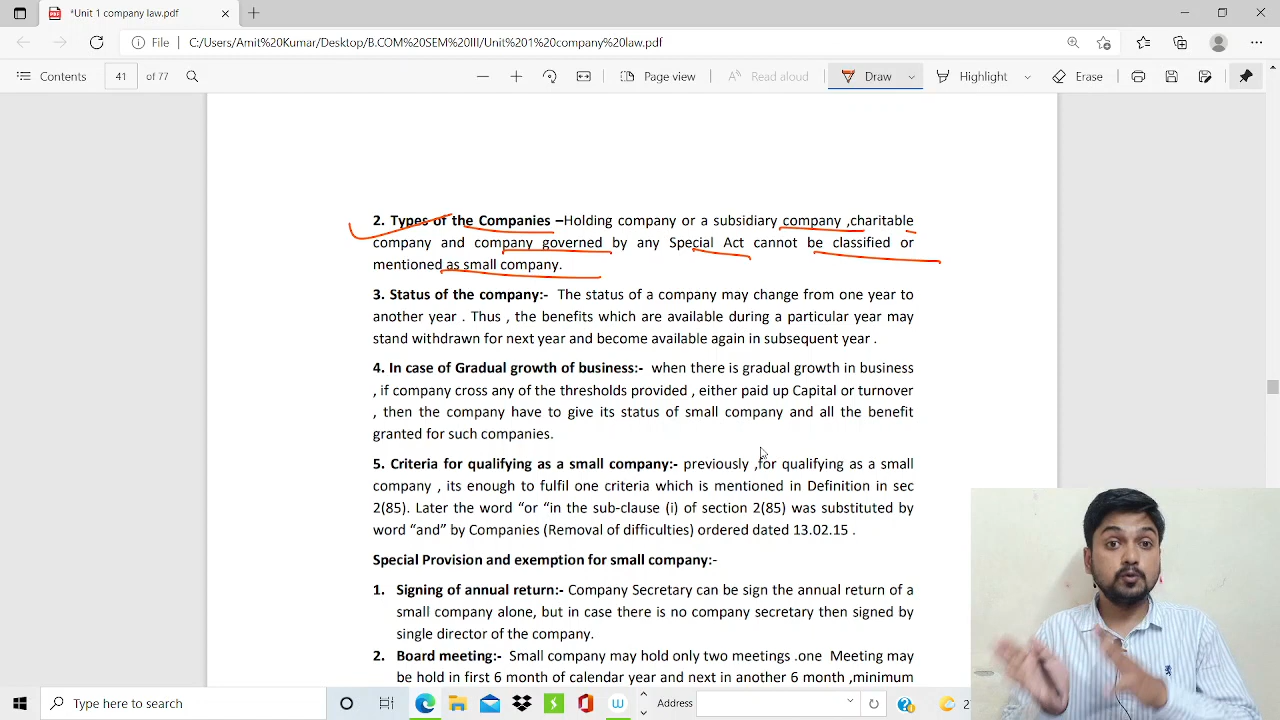 *Unit 1 company law.pdf
File
C:/Users/Amit%20Kumar/Desktop/B.COM%20SEM%20III/Unit%201%20company%20law.pdf
Contents 41 of 77 Page view Read aloud Draw Highlight Erase
2. Types of the Companies –Holding company or a subsidiary company ,charitable
company and company governed by any Special Act cannot be classified or
mentioned as small company.
3. Status of the company:- The status of a company may change from one year to
another year . Thus , the benefits which are available during a particular year may
stand withdrawn for next year and become available again in subsequent year .
4. In case of Gradual growth of business:- when there is gradual growth in business
, if company cross any of the thresholds provided , either paid up Capital or turnover
, then the company have to give its status of small company and all the benefit
granted for such companies.
5. Criteria for qualifying as a small company:- previously ,for qualifying as a small
company , its enough to fulfil one criteria which is mentioned in Definition in sec
2(85). Later the word “or “in the sub-clause (i) of section 2(85) was substituted by
word “and” by Companies (Removal of difficulties) ordered dated 13.02.15 .
Special Provision and exemption for small company:-
1. Signing of annual return:- Company Secretary can be sign the annual return of a
small company alone, but in case there is no company secretary then signed by
single director of the company.
2. Board meeting:- Small company may hold only two meetings .one Meeting may
be hold in first 6 month of calendar year and next in another 6 month ,minimum
Type here to search
Address
2